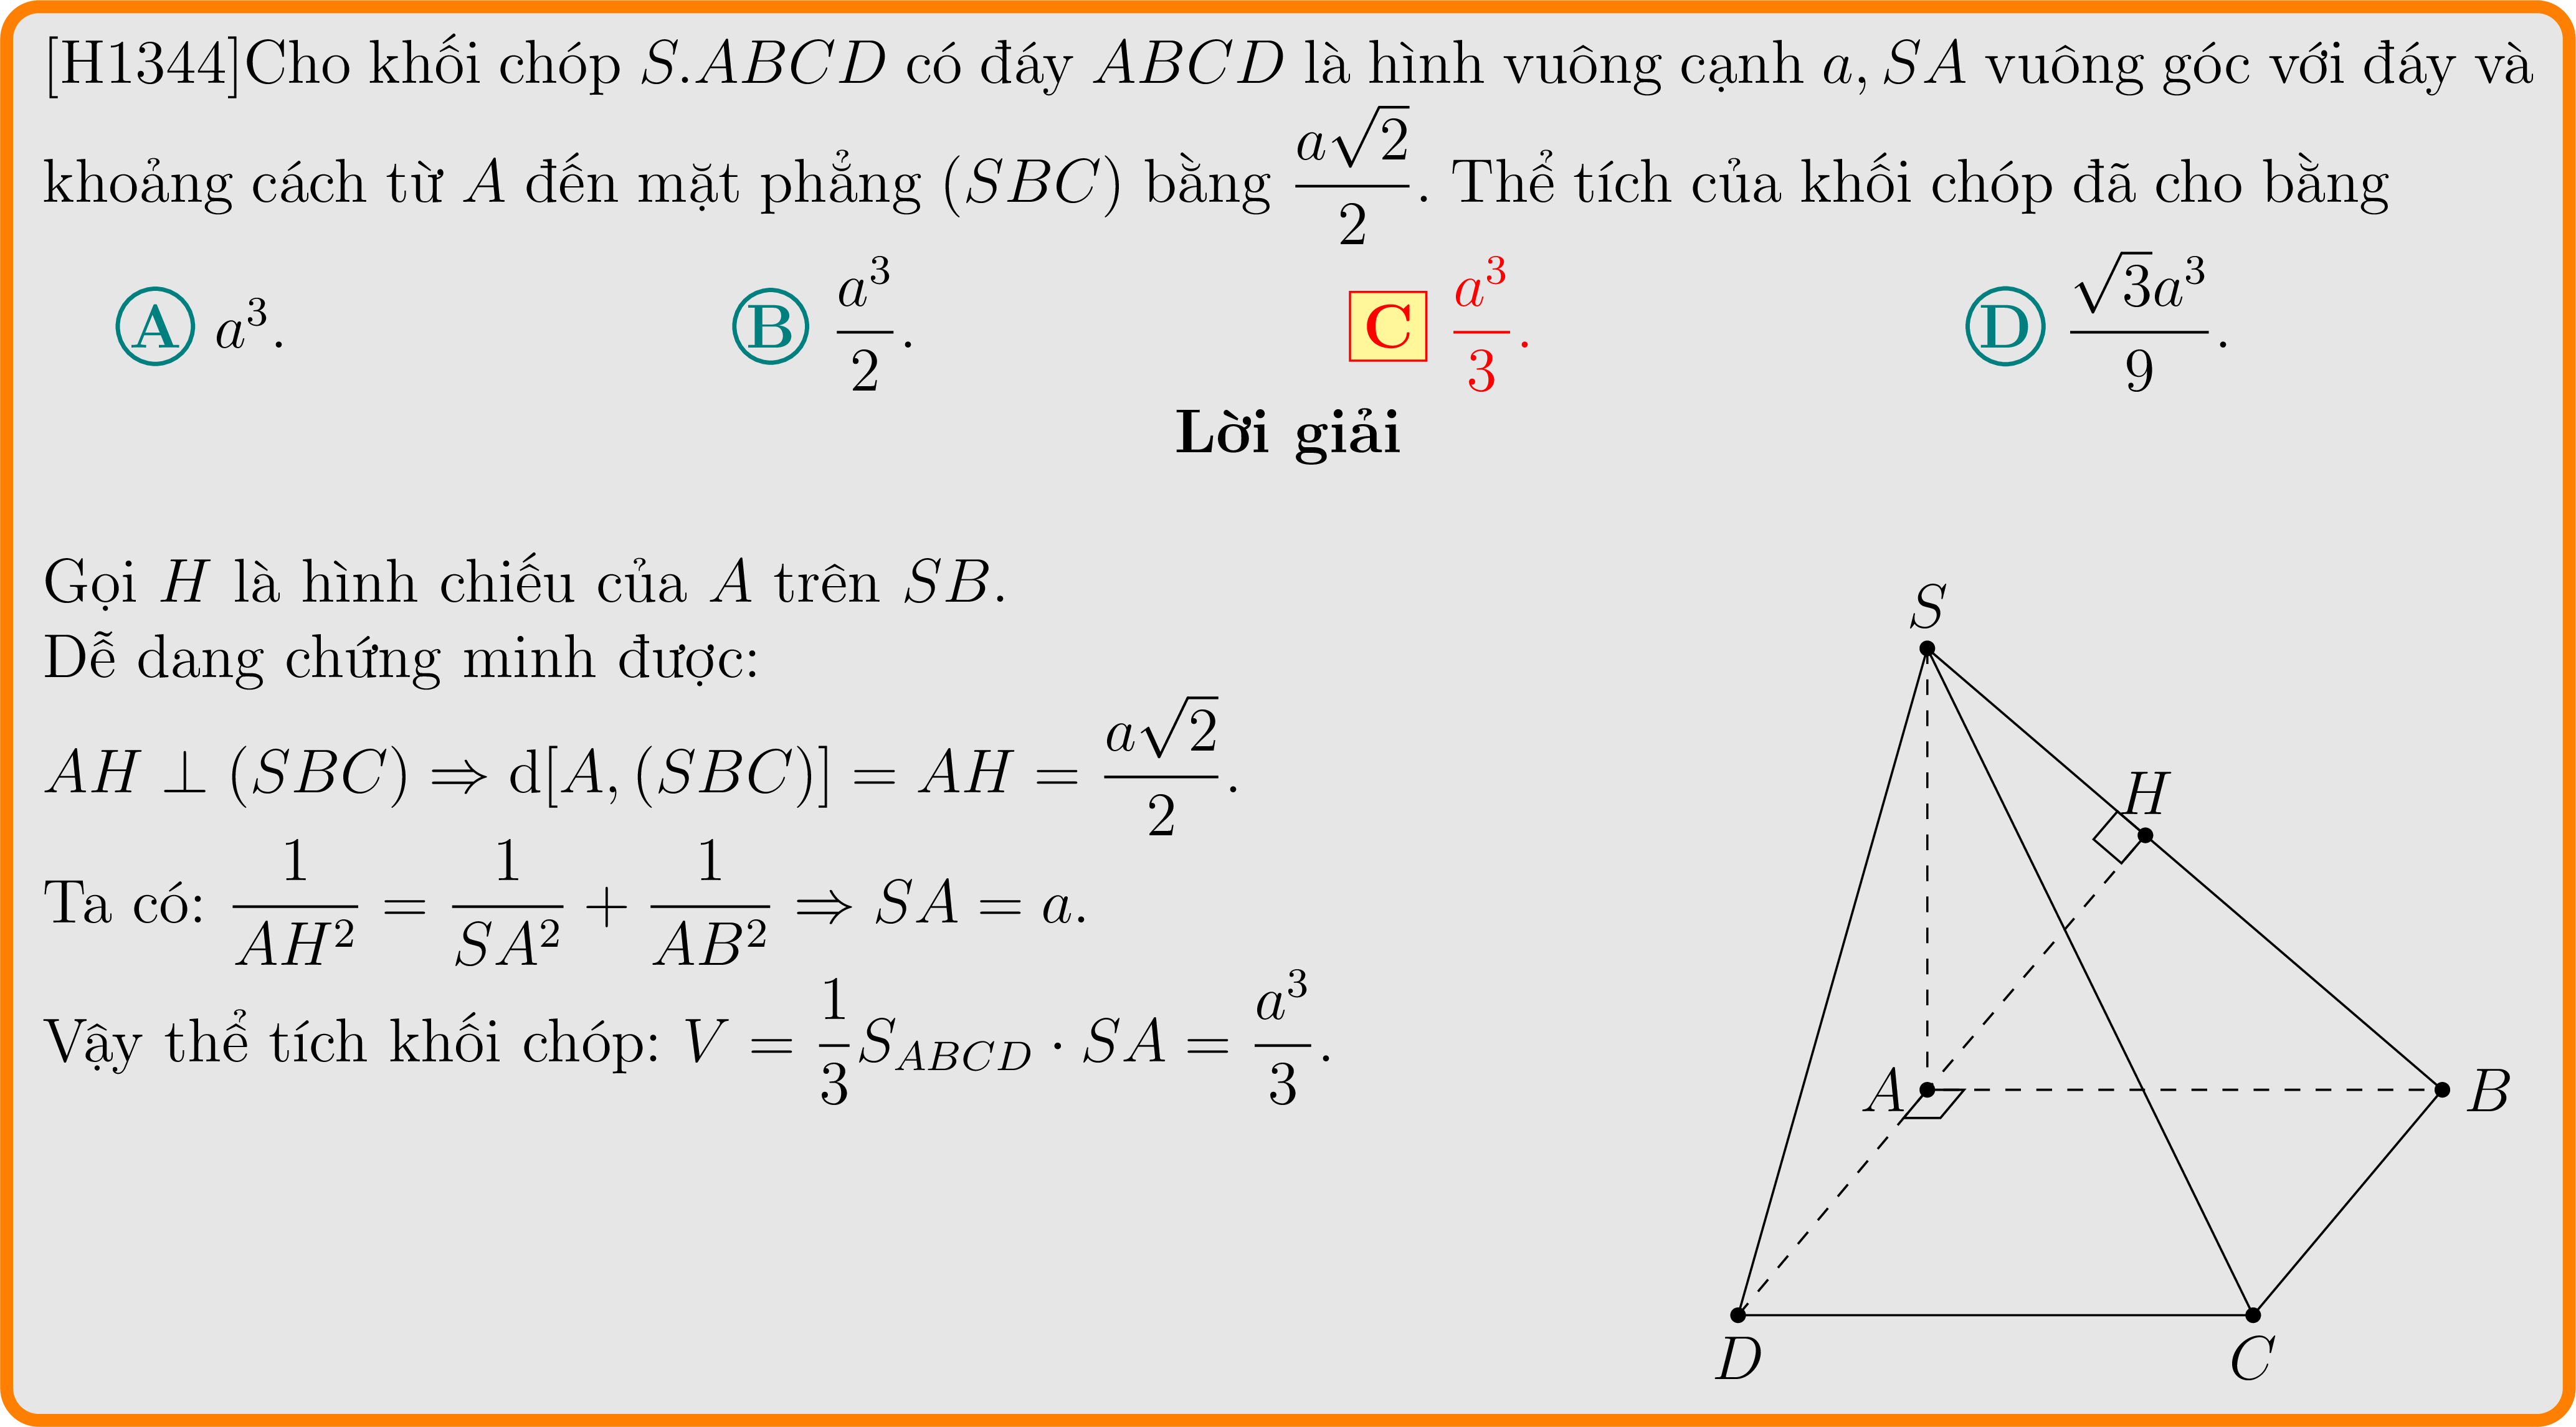 [H1344]Cho khối chóp S.ABCD có đáy ABCD là hình vuông cạnh a, SA vuông góc với đáy và
khoảng cách từ A đến mặt phẳng (SBC) bằng \frac{a\sqrt{2}}{2}. Thể tích của khối chóp đã cho bằng
A a^3. B \frac{a^3}{2}. C \frac{a^3}{3}. D \frac{\sqrt{3}a^3}{9}.
Lời giải
Gọi H là hình chiếu của A trên SB.
Dễ dang chứng minh được:
AH ⊥ (SBC) ⇒ d[A, (SBC)] = AH = \frac{a\sqrt{2}}{2}.
Ta có: \frac{1}{AH^2} = \frac{1}{SA^2} + \frac{1}{AB^2} ⇒ SA = a.
Vậy thể tích khối chóp: V = \frac{1}{3}S_{ABCD} · SA = \frac{a^3}{3}.
S
H
A
B
D
C